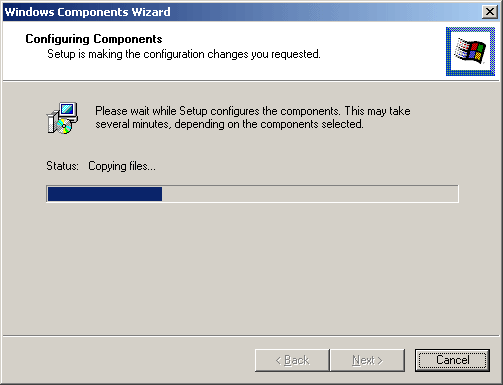 Windows Components Wizard
Configuring Components
Setup is making the configuration changes you requested.
Please wait while Setup configures the components. This may take
several minutes, depending on the components selected.
Status: Copying files...
< Back Next > Cancel